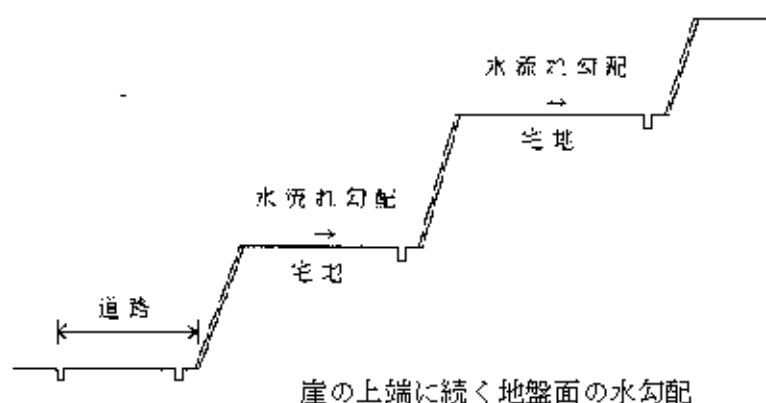 水流れ勾配
→
宅地
水流れ勾配
→
宅地
道路
崖の上端に続く地盤面の水勾配